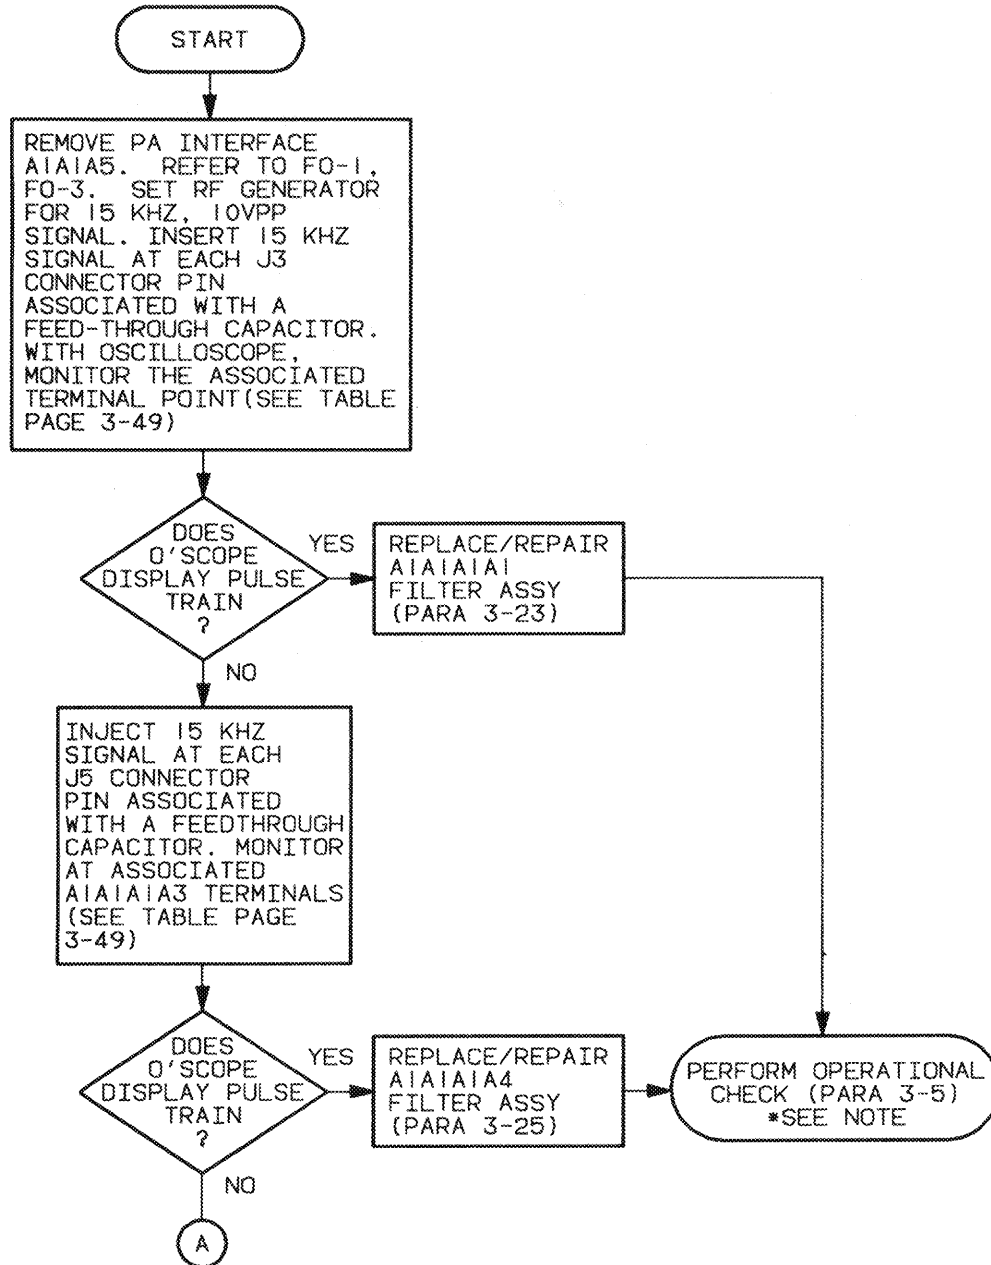 START
REMOVE PA INTERFACE
A1A1A5. REFER TO FO-1,
FO-3. SET RF GENERATOR
FOR 15 KHZ, 10VPP
SIGNAL. INSERT 15 KHZ
SIGNAL AT EACH J3
CONNECTOR PIN
ASSOCIATED WITH A
FEED-THROUGH CAPACITOR.
WITH OSCILLOSCOPE,
MONITOR THE ASSOCIATED
TERMINAL POINT(SEE TABLE
PAGE 3-49)
DOES
O'SCOPE
DISPLAY PULSE
TRAIN
?
YES
REPLACE/REPAIR
A1A1A1A1
FILTER ASSY
(PARA 3-23)
NO
INJECT 15 KHZ
SIGNAL AT EACH
J5 CONNECTOR
PIN ASSOCIATED
WITH A FEEDTHROUGH
CAPACITOR. MONITOR
AT ASSOCIATED
A1A1A1A3 TERMINALS
(SEE TABLE PAGE
3-49)
DOES
O'SCOPE
DISPLAY PULSE
TRAIN
?
YES
REPLACE/REPAIR
A1A1A1A4
FILTER ASSY
(PARA 3-25)
PERFORM OPERATIONAL
CHECK (PARA 3-5)
*SEE NOTE
NO
A